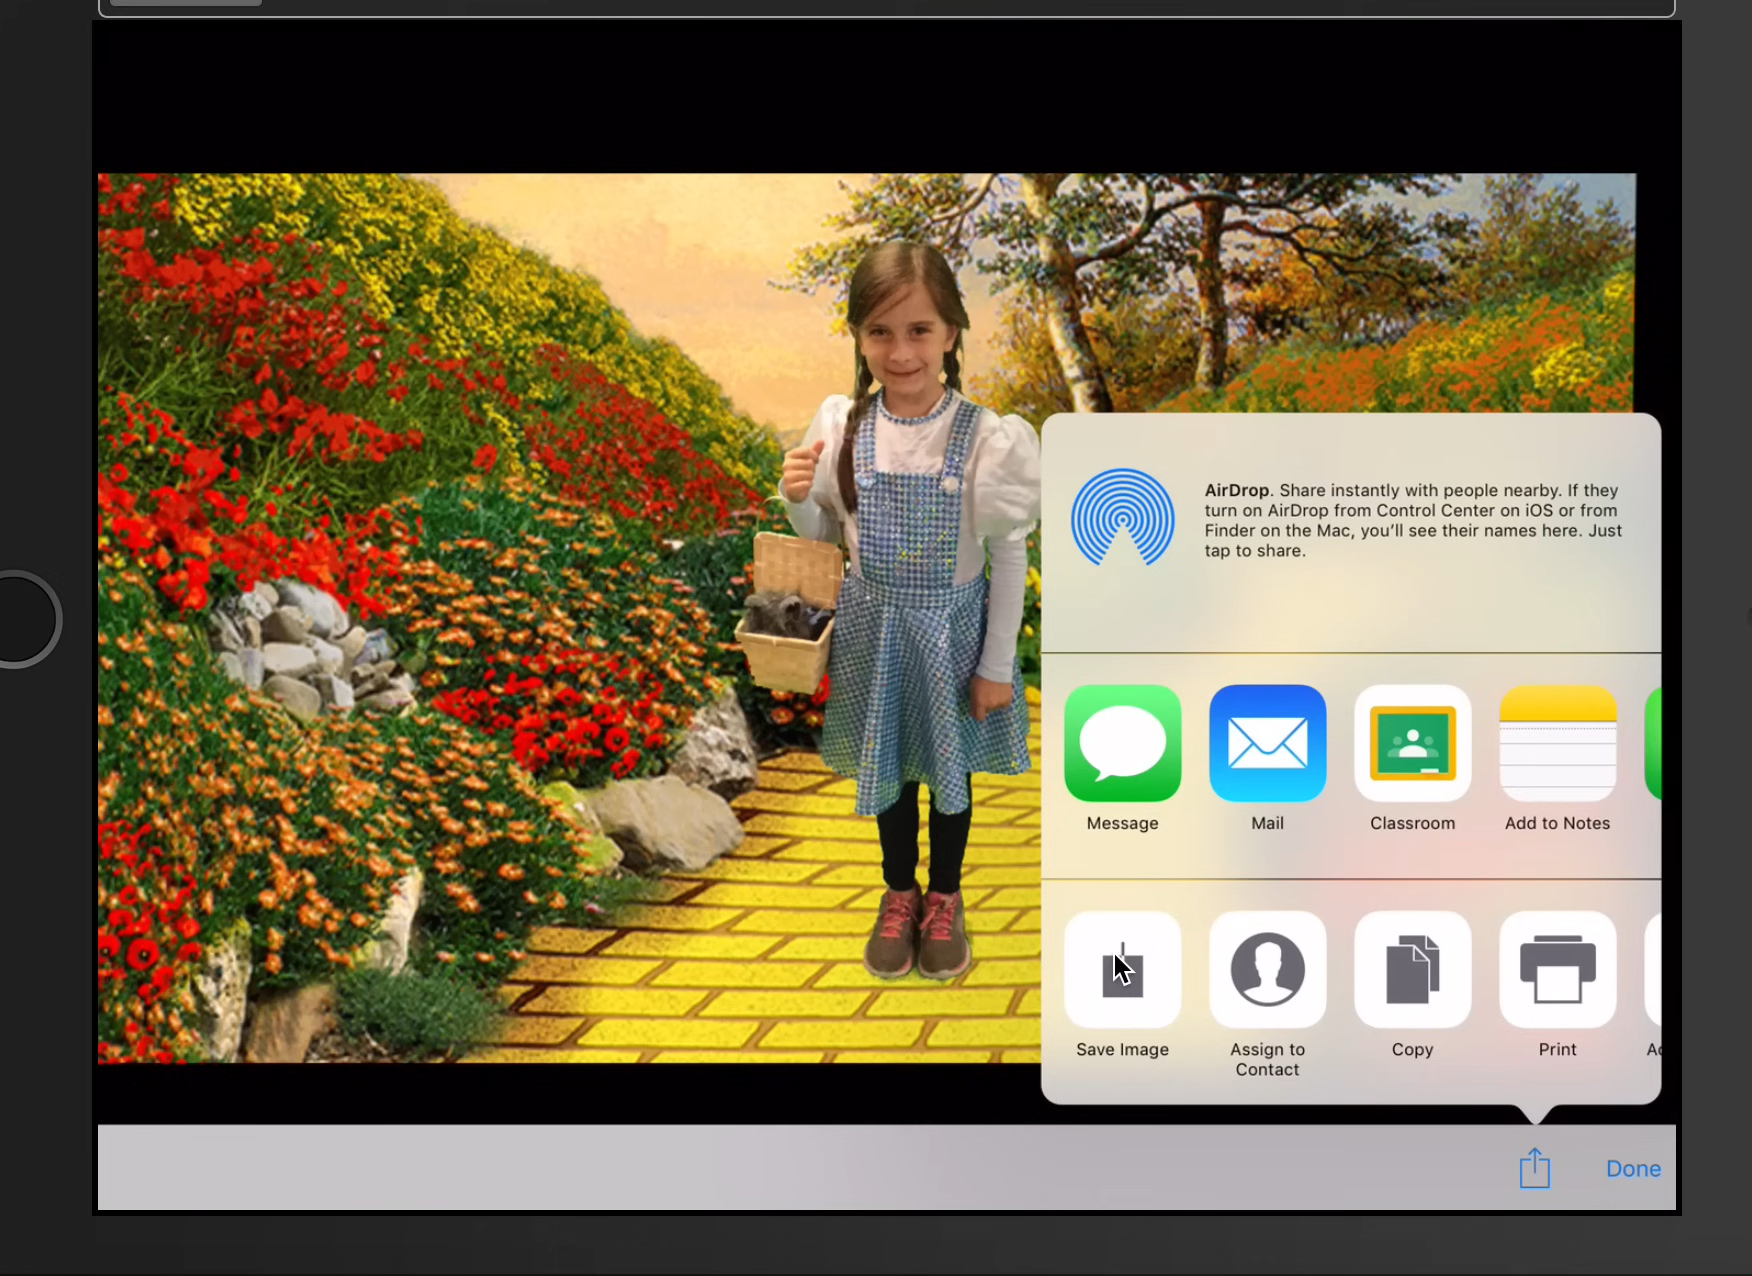 AirDrop. Share instantly with people nearby. If they
turn on AirDrop from Control Center on iOS or from
Finder on the Mac, you'll see their names here. Just
tap to share.
Message Mail Classroom Add to Notes
Save Image Assign to Contact Copy Print
Done